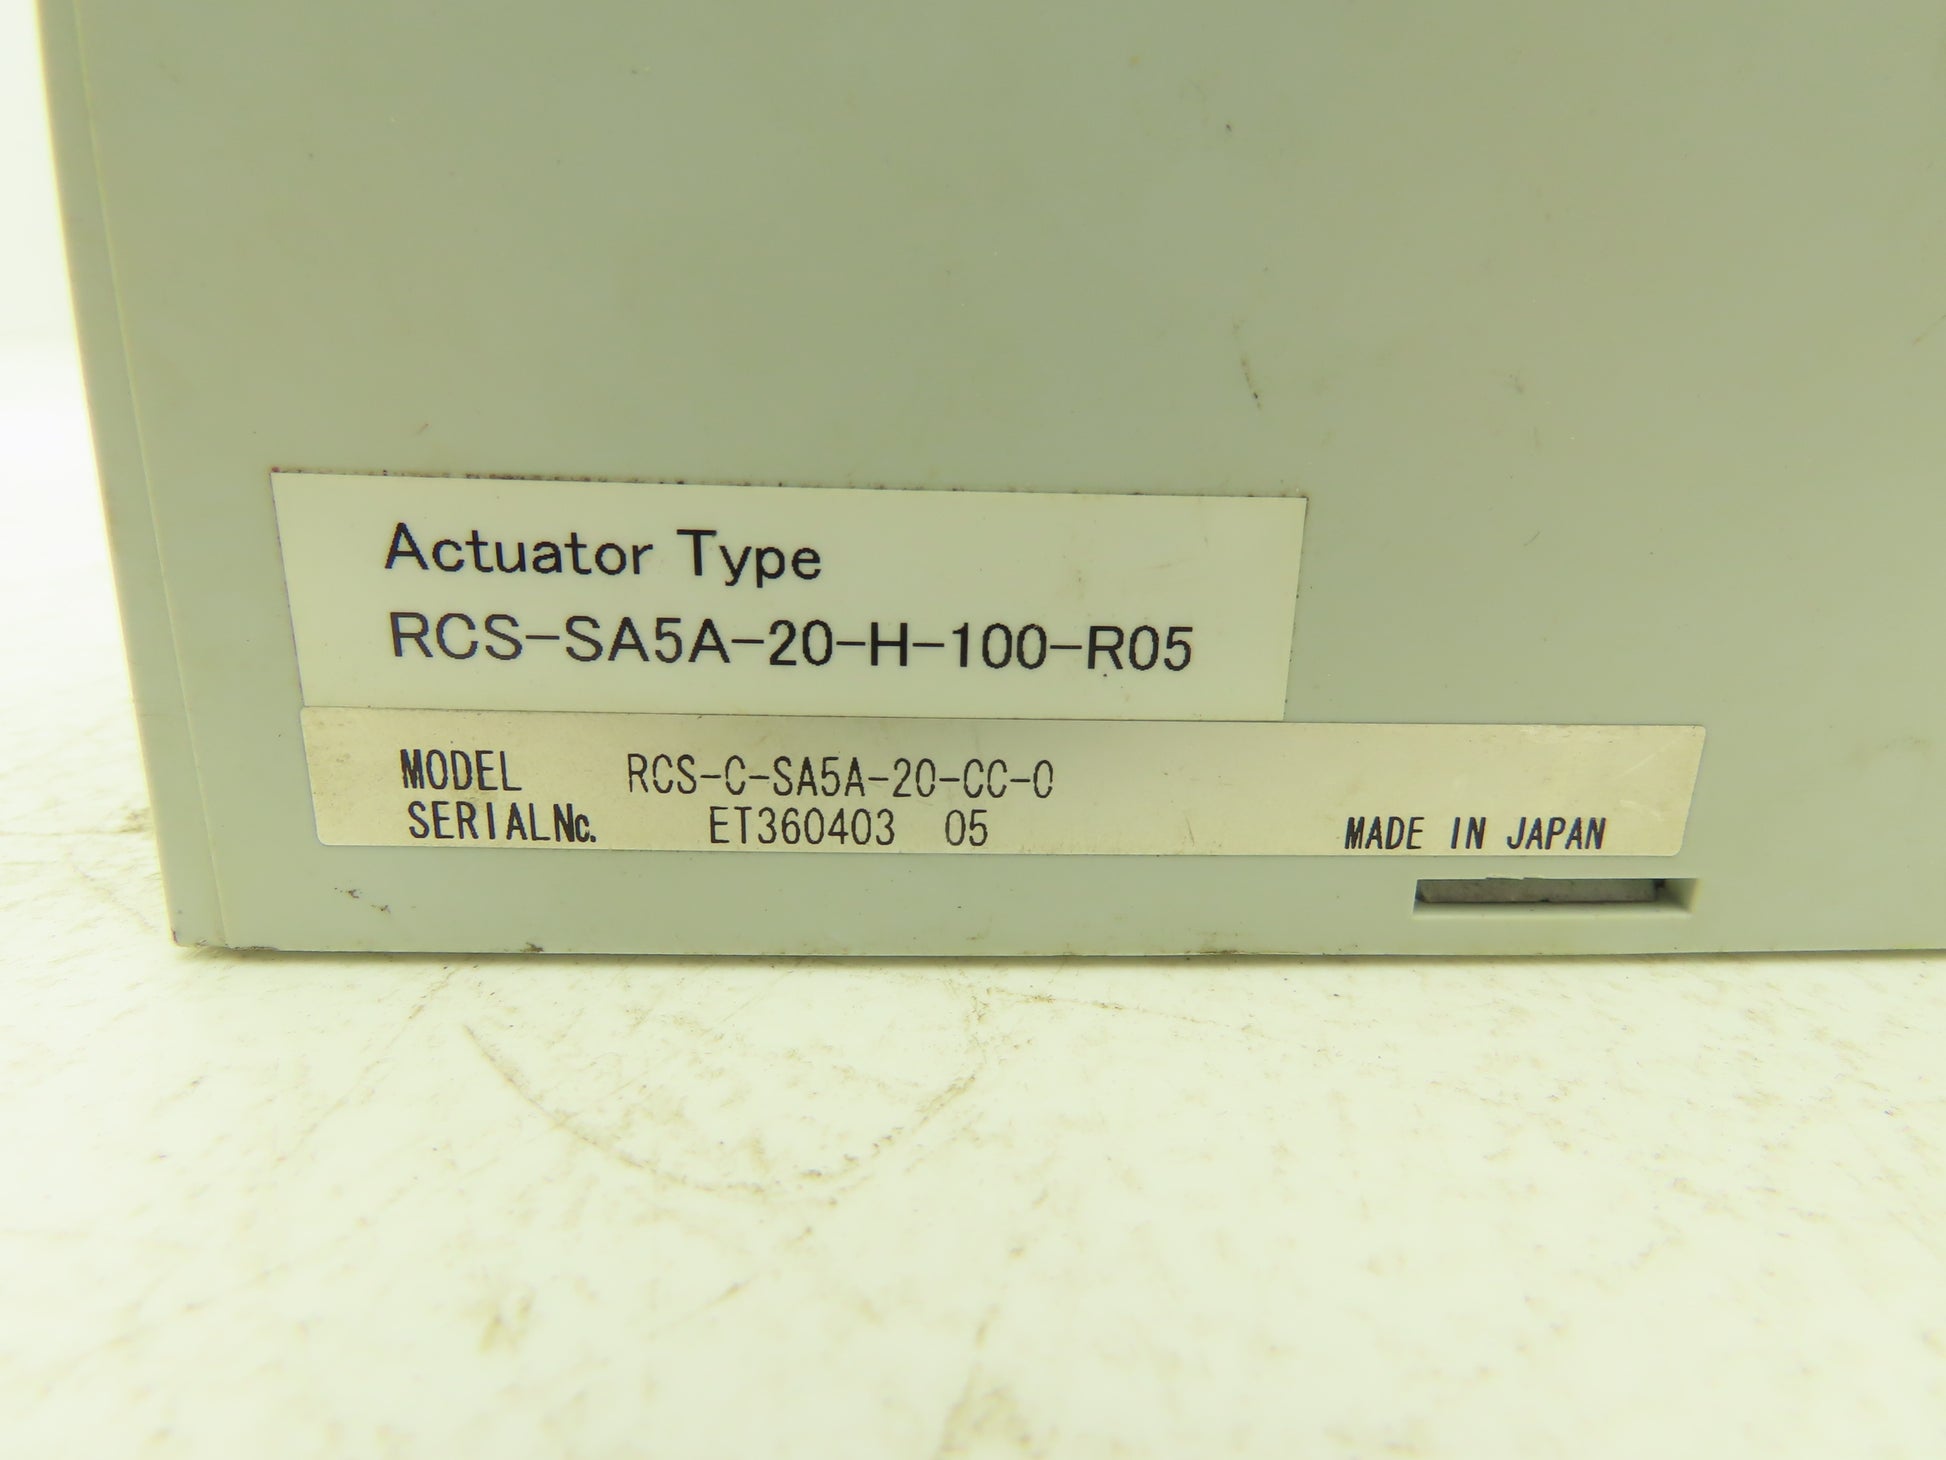 Actuator Type
RCS-SA5A-20-H-100-R05
MODEL RCS-C-SA5A-20-CC-0
SERIALNo. ET360403 05
MADE IN JAPAN